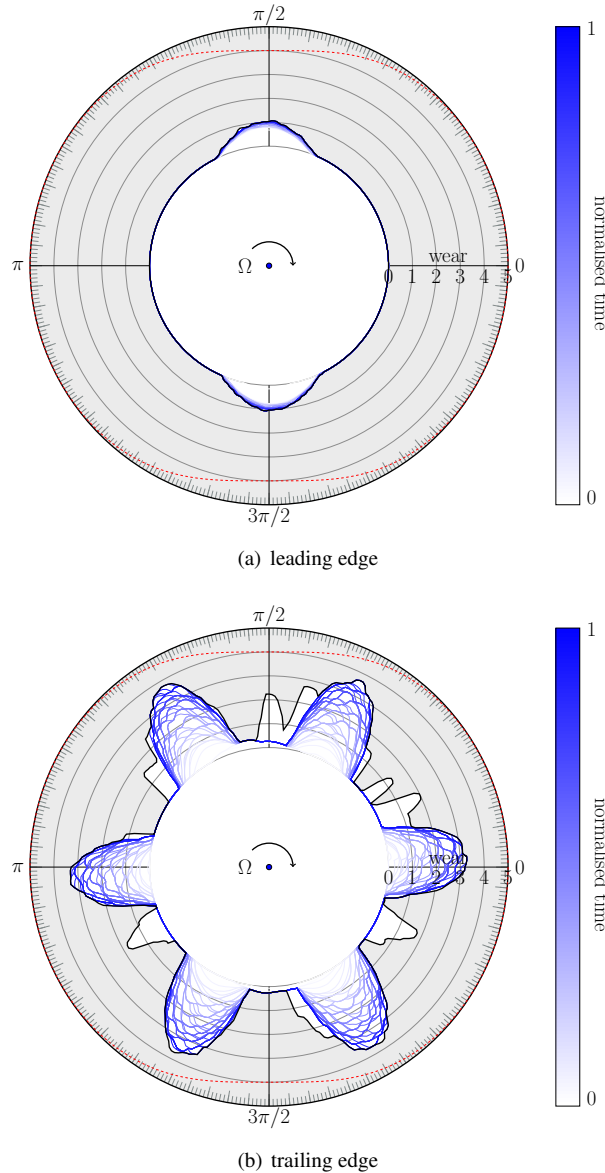 π/2
1
π
Ω
wear
0 1 2 3 4 5
0
normalised time
0
3π/2
(a) leading edge
π/2
1
π
Ω
wear
0 1 2 3 4 5
0
normalised time
0
3π/2
(b) trailing edge